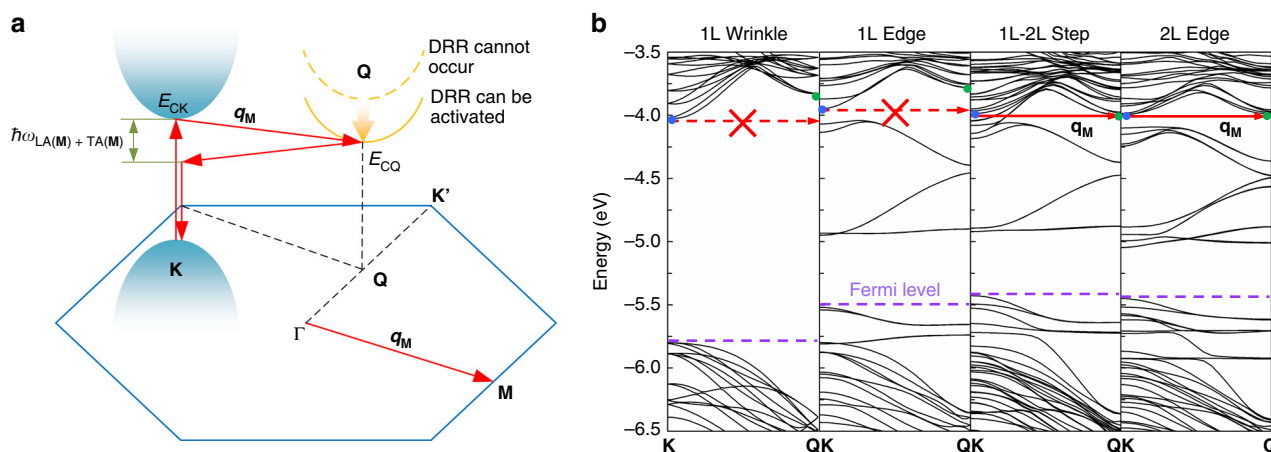 a
Q
DRR cannot
occur
E_CK
q_M
DRR can be
activated
ℏω_LA(M) + TA(M)
E_CQ
K'
K
Q
Γ
q_M
M
b
1L Wrinkle
1L Edge
1L-2L Step
2L Edge
Energy (eV)
−3.5
−4.0
−4.5
−5.0
−5.5
−6.0
−6.5
q_M
q_M
Fermi level
K
QK
QK
QK
Q